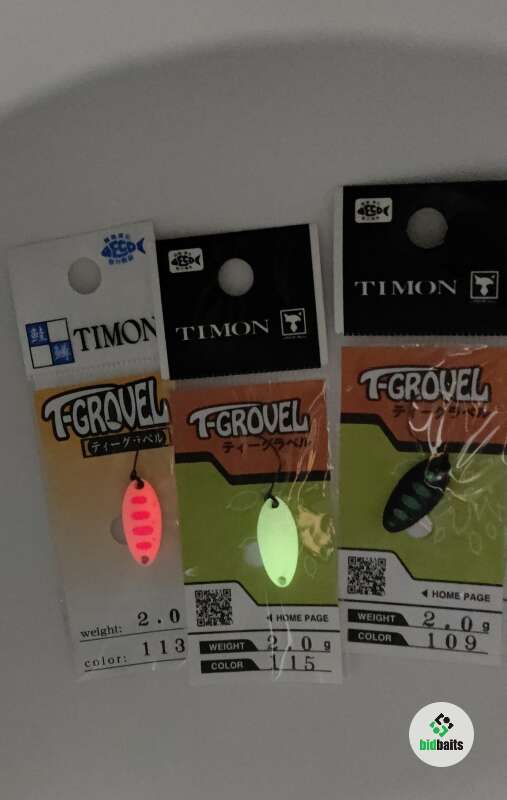 TIMON
T-GROVEL
【ティーグラベル】
weight: 2.0
color: 113
ECO
TIMON
T-GROVEL
ティーグラベル
HOME PAGE
WEIGHT 2.0g
COLOR 115
ECO
TIMON
T-GROVEL
ティーグラベル
HOME PAGE
WEIGHT 2.0g
COLOR 109
bidbaits